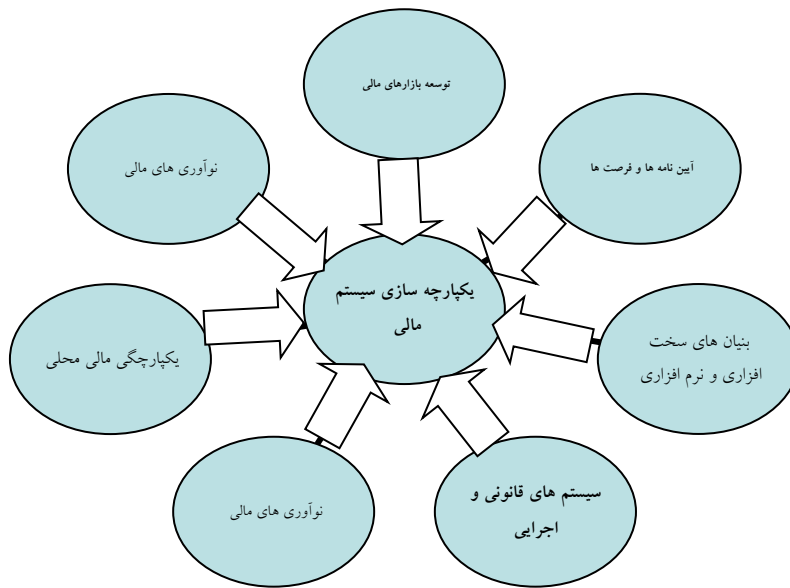 توسعه بازارهای مالی
نوآوری های مالی
آیین نامه ها و فرصت ها
یکپارچه سازی سیستم
مالی
یکپارچگی مالی محلی
بنیان های سخت
افزاری و نرم افزاری
نوآوری های مالی
سیستم های قانونی و
اجرایی